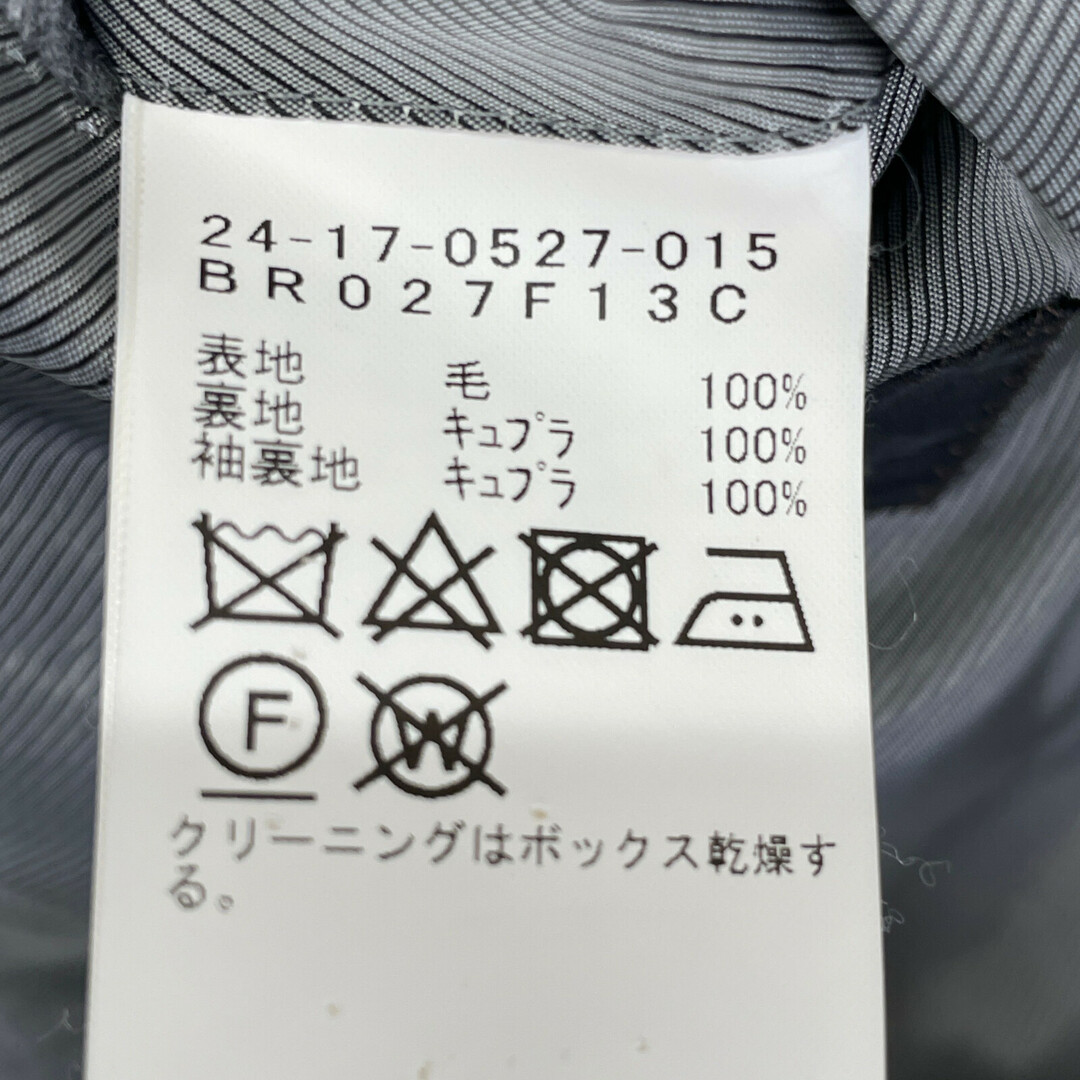 24-17-0527-015
BR027F13C
表地 毛 100%
裏地 キュプラ 100%
袖裏地 キュプラ 100%
F W
クリーニングはボックス乾燥す
る。